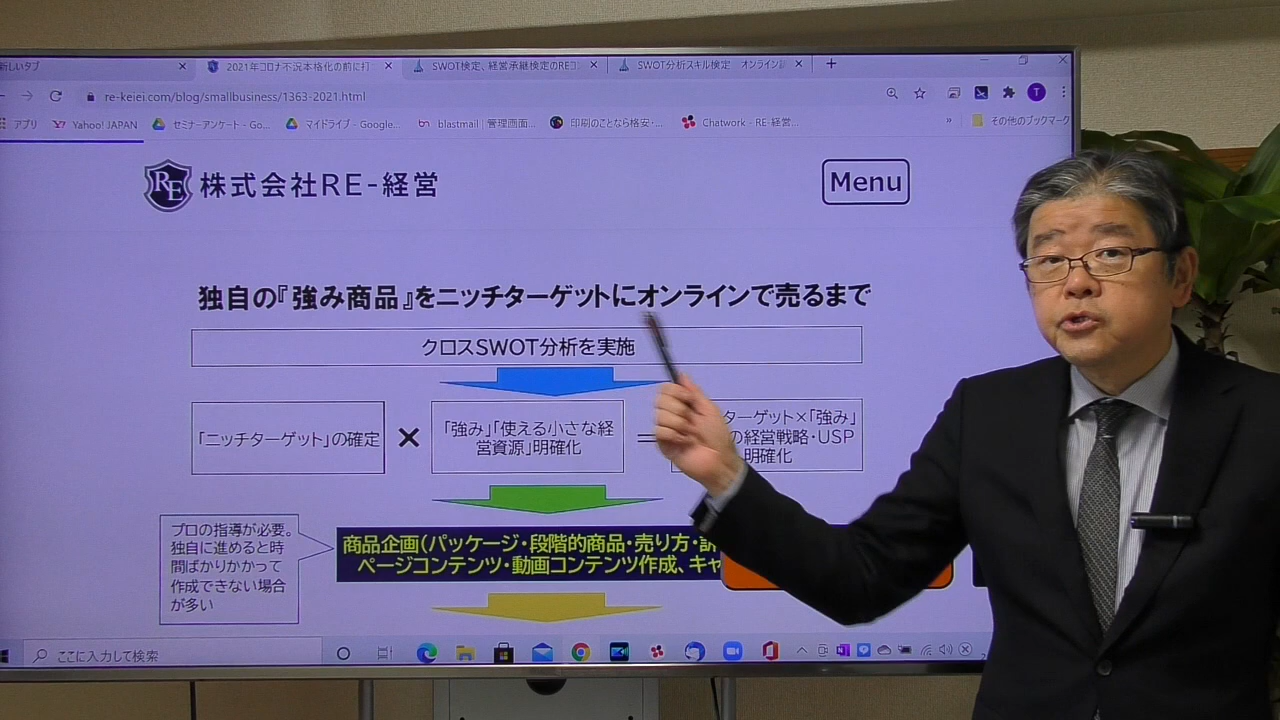 新しいタブ
2021年コロナ不況本格化の前に打
SWOT検定、経営承継検定のREコ
SWOT分析スキル検定 オンライン
re-keiei.com/blog/smallbusiness/1363-2021.html
T
アプリ
Yahoo! JAPAN
セミナーアンケート - Go...
マイドライブ - Google...
blastmail | 管理画面...
印刷のことなら格安・...
Chatwork - RE-経営...
»
その他のブックマーク
RE
株式会社RE-経営
Menu
独自の『強み商品』をニッチターゲットにオンラインで売るまで
クロスSWOT分析を実施
「ニッチターゲット」の確定
×
「強み」「使える小さな経
営資源」明確化
=
ターゲット×「強み」
の経営戦略・USP
明確化
プロの指導が必要。
独自に進めると時
間ばかりかかって
作成できない場合
が多い
商品企画(パッケージ・段階的商品・売り方・
ページコンテンツ・動画コンテンツ作成、キャ
ここに入力して検索